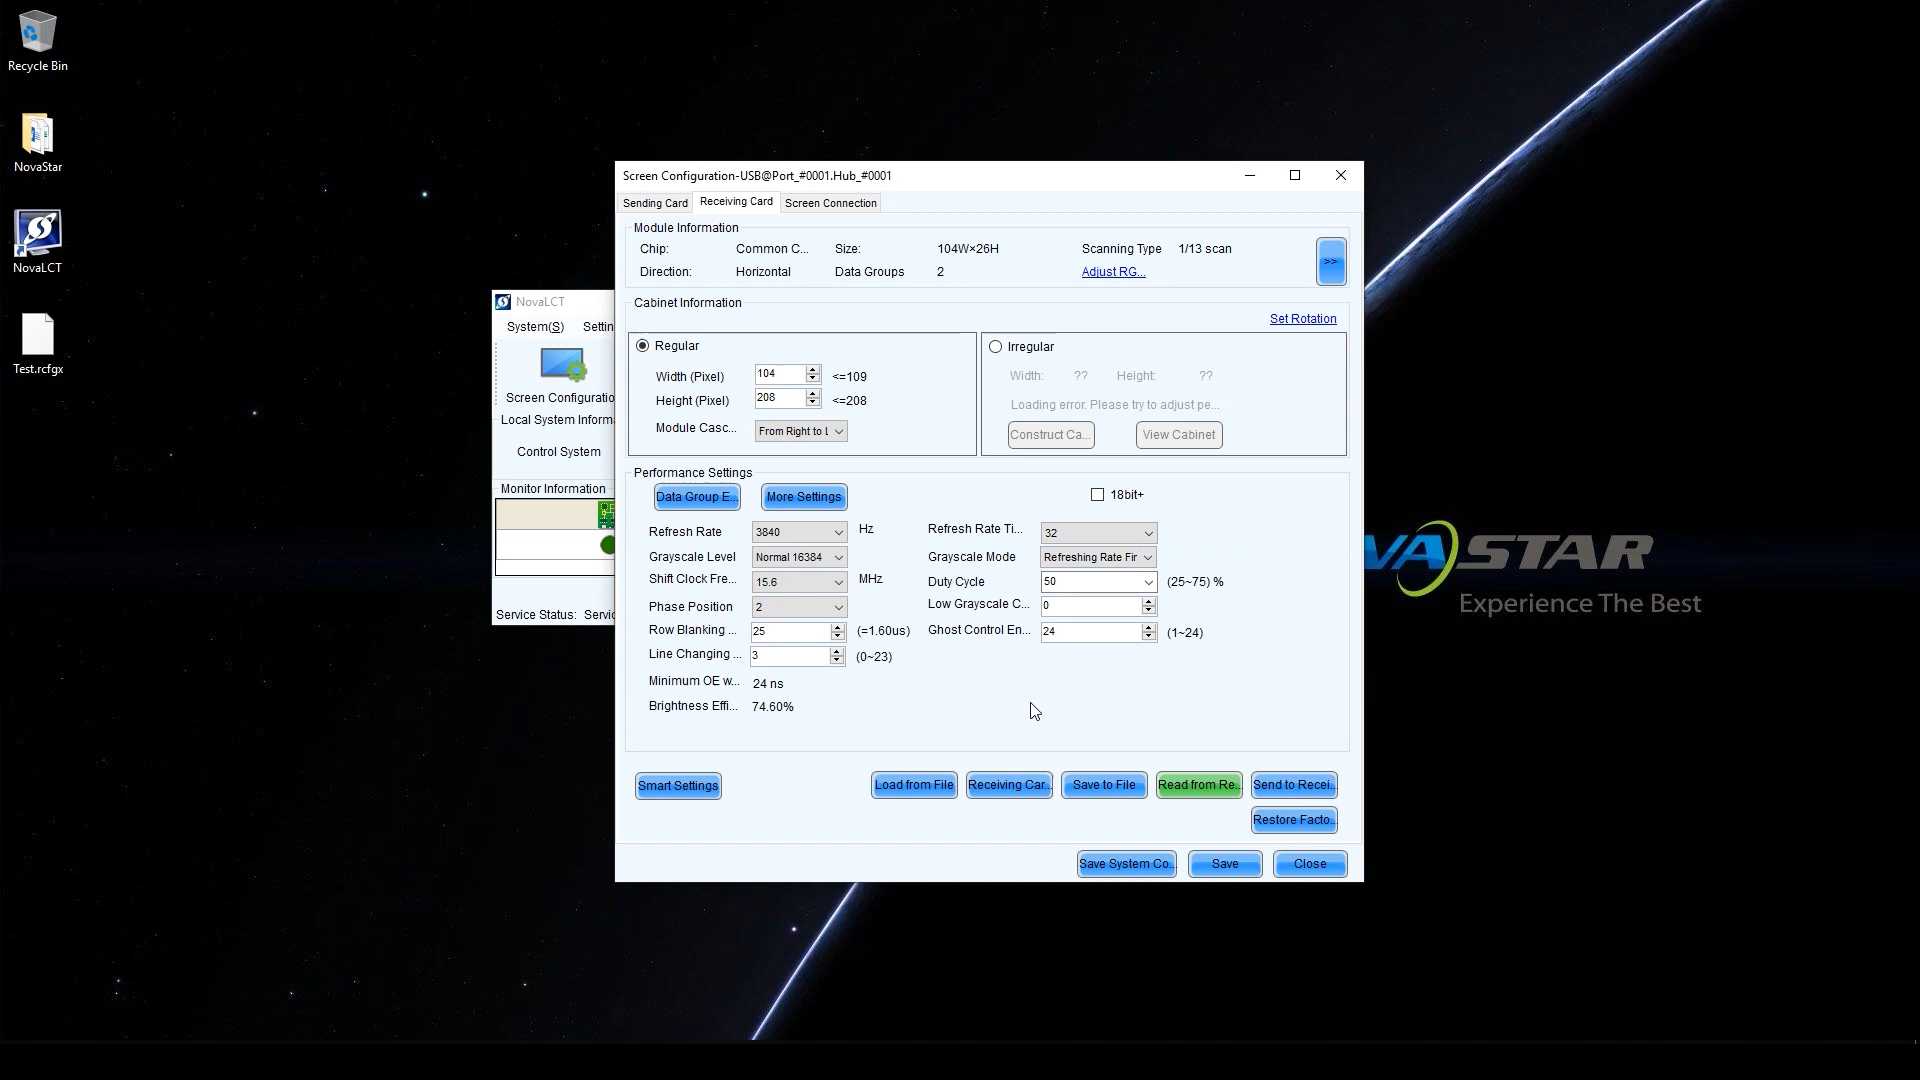 Recycle Bin
NovaStar
NovaLCT
Test.rcfgx
NovaLCT
System(S) Settin
Screen Configuratio
Local System Inform
Control System
Monitor Information
Service Status: Servic
Screen Configuration-USB@Port_#0001.Hub_#0001
Sending Card Receiving Card Screen Connection
Module Information
Chip: Common C... Size: 104W×26H Scanning Type 1/13 scan
Direction: Horizontal Data Groups 2 Adjust RG...
>>
Cabinet Information
Set Rotation
Regular
Width (Pixel) 104 <=109
Height (Pixel) 208 <=208
Module Casc... From Right to L
Irregular
Width: ?? Height: ??
Loading error. Please try to adjust pe...
Construct Ca... View Cabinet
Performance Settings
Data Group E... More Settings 18bit+
Refresh Rate 3840 Hz Refresh Rate Ti... 32
Grayscale Level Normal 16384 Grayscale Mode Refreshing Rate Fir
Shift Clock Fre... 15.6 MHz Duty Cycle 50 (25~75) %
Phase Position 2 Low Grayscale C... 0
Row Blanking ... 25 (=1.60us) Ghost Control En... 24 (1~24)
Line Changing ... 3 (0~23)
Minimum OE w... 24 ns
Brightness Effi... 74.60%
Smart Settings Load from File Receiving Car... Save to File Read from Re... Send to Recei...
Restore Facto...
Save System Co... Save Close
VASTAR
Experience The Best